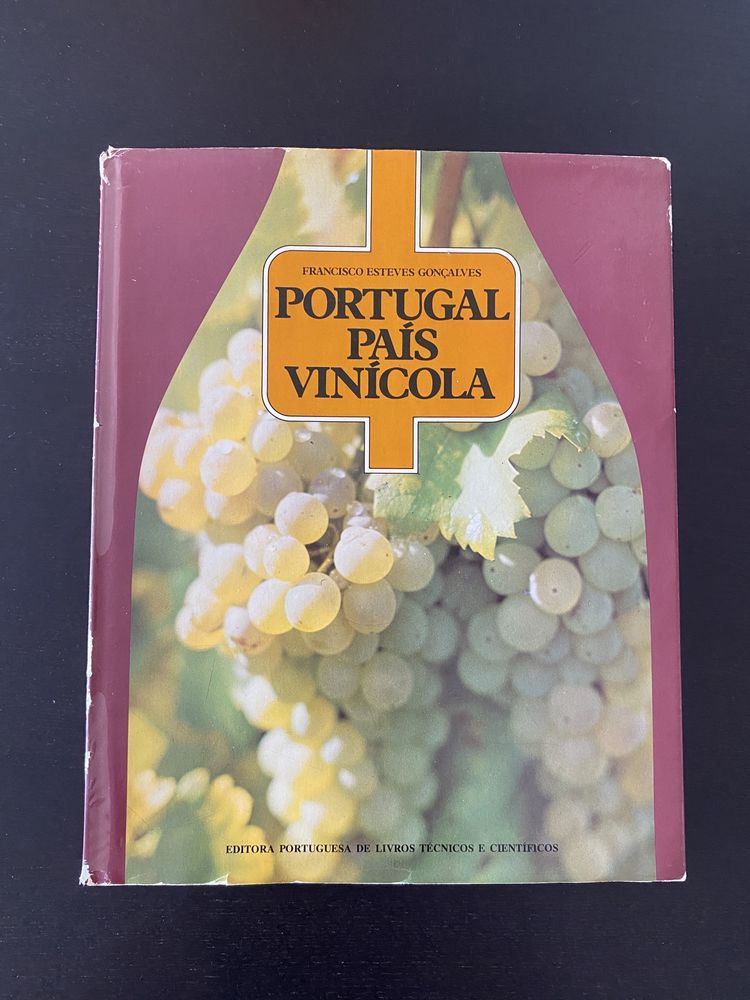 FRANCISCO ESTEVES GONÇALVES
PORTUGAL
PAÍS
VINÍCOLA
EDITORA PORTUGUESA DE LIVROS TÉCNICOS E CIENTÍFICOS